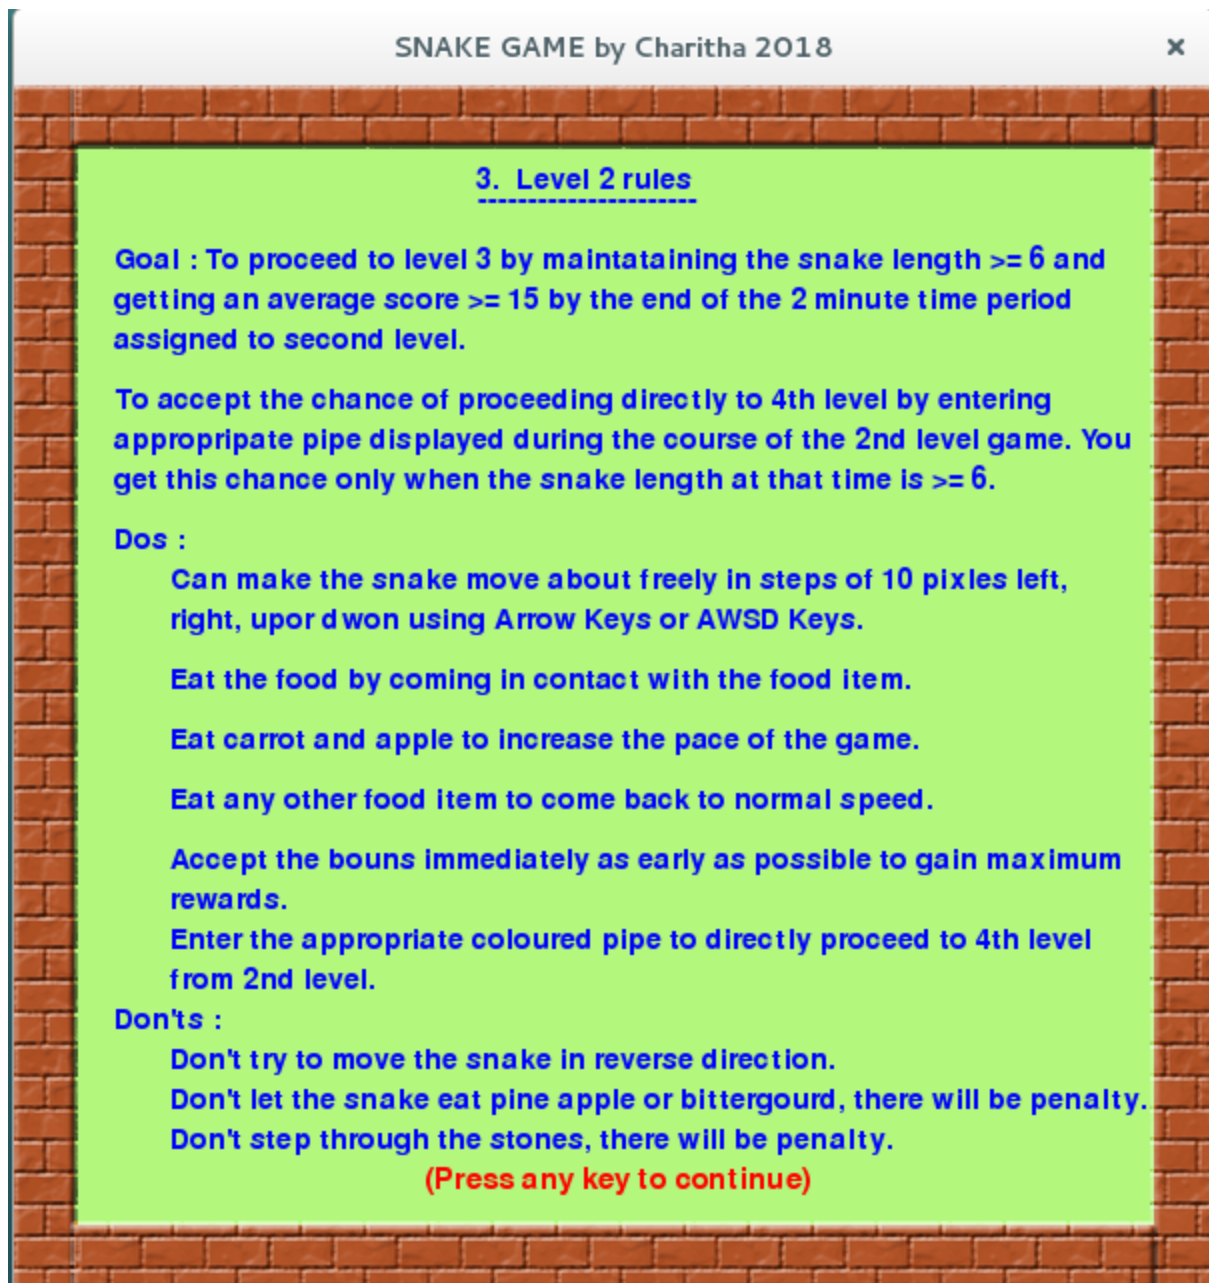 SNAKE GAME by Charitha 2018
3. Level 2 rules
----------------------
Goal : To proceed to level 3 by maintataining the snake length >= 6 and
getting an average score >= 15 by the end of the 2 minute time period
assigned to second level.
To accept the chance of proceeding directly to 4th level by entering
appropripate pipe displayed during the course of the 2nd level game. You
get this chance only when the snake length at that time is >= 6.
Dos :
Can make the snake move about freely in steps of 10 pixles left,
right, upor dwon using Arrow Keys or AWSD Keys.
Eat the food by coming in contact with the food item.
Eat carrot and apple to increase the pace of the game.
Eat any other food item to come back to normal speed.
Accept the bouns immediately as early as possible to gain maximum
rewards.
Enter the appropriate coloured pipe to directly proceed to 4th level
from 2nd level.
Don'ts :
Don't try to move the snake in reverse direction.
Don't let the snake eat pine apple or bittergourd, there will be penalty.
Don't step through the stones, there will be penalty.
(Press any key to continue)